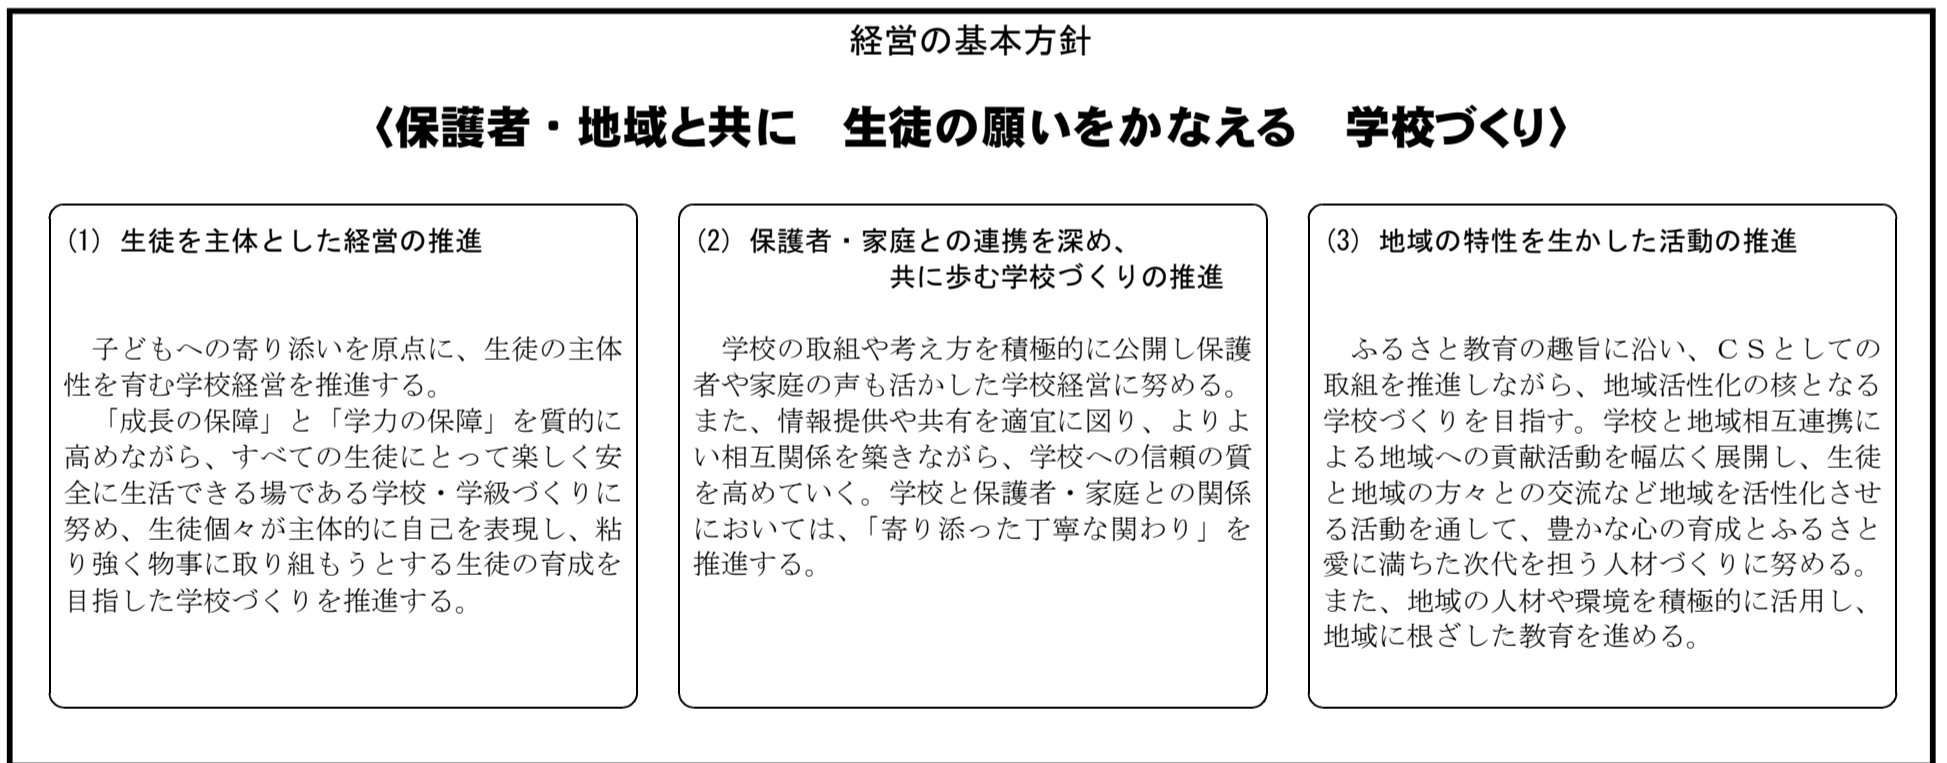 経営の基本方針
〈保護者・地域と共に　生徒の願いをかなえる　学校づくり〉
(1) 生徒を主体とした経営の推進
　子どもへの寄り添いを原点に、生徒の主体
性を育む学校経営を推進する。
　「成長の保障」と「学力の保障」を質的に
高めながら、すべての生徒にとって楽しく安
全に生活できる場である学校・学級づくりに
努め、生徒個々が主体的に自己を表現し、粘
り強く物事に取り組もうとする生徒の育成を
目指した学校づくりを推進する。
(2) 保護者・家庭との連携を深め、
共に歩む学校づくりの推進
　学校の取組や考え方を積極的に公開し保護
者や家庭の声も活かした学校経営に努める。
また、情報提供や共有を適宜に図り、よりよ
い相互関係を築きながら、学校への信頼の質
を高めていく。学校と保護者・家庭との関係
においては、「寄り添った丁寧な関わり」を
推進する。
(3) 地域の特性を生かした活動の推進
　ふるさと教育の趣旨に沿い、ＣＳとしての
取組を推進しながら、地域活性化の核となる
学校づくりを目指す。学校と地域相互連携に
よる地域への貢献活動を幅広く展開し、生徒
と地域の方々との交流など地域を活性化させ
る活動を通して、豊かな心の育成とふるさと
愛に満ちた次代を担う人材づくりに努める。
また、地域の人材や環境を積極的に活用し、
地域に根ざした教育を進める。